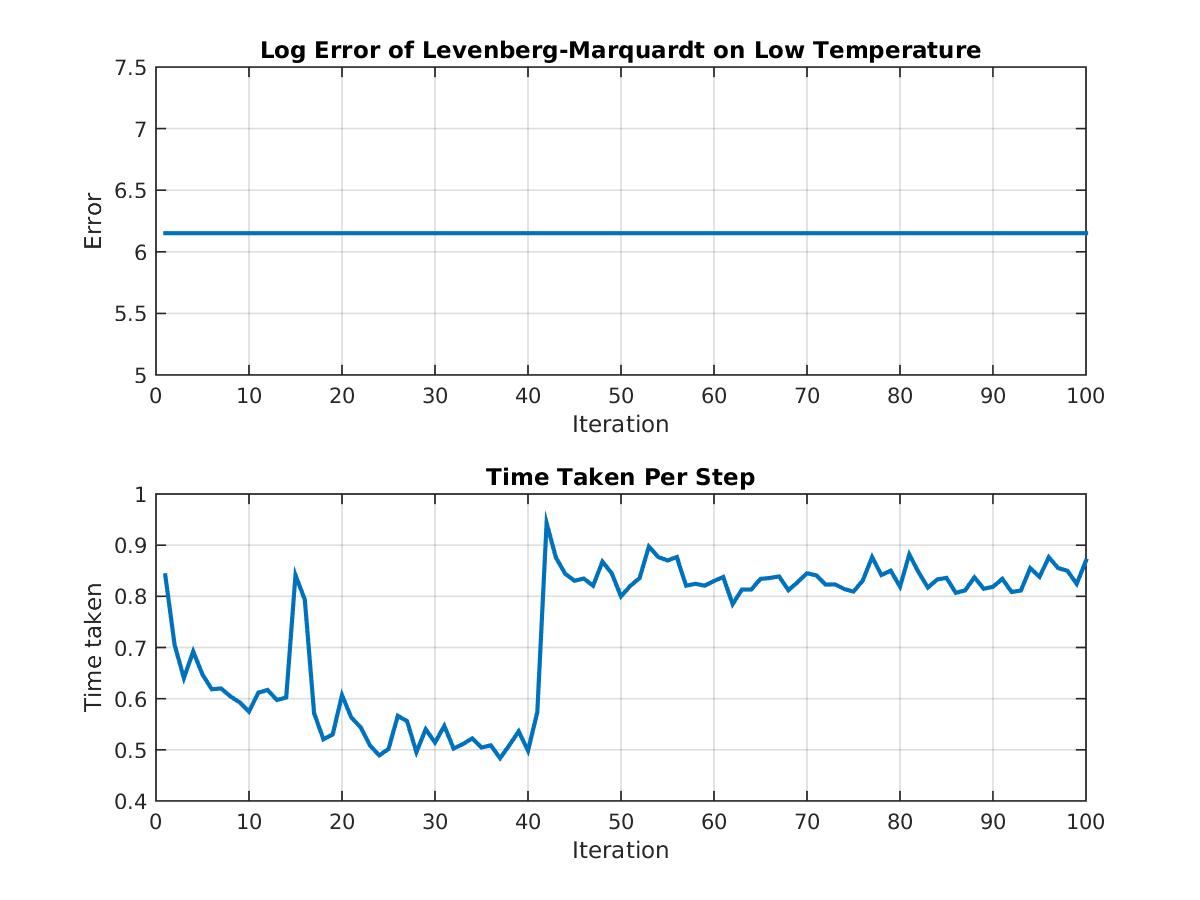 Log Error of Levenberg-Marquardt on Low Temperature
7.5
7
6.5
6
5.5
5
Error
0 10 20 30 40 50 60 70 80 90 100
Iteration
Time Taken Per Step
1
0.9
0.8
0.7
0.6
0.5
0.4
Time taken
0 10 20 30 40 50 60 70 80 90 100
Iteration